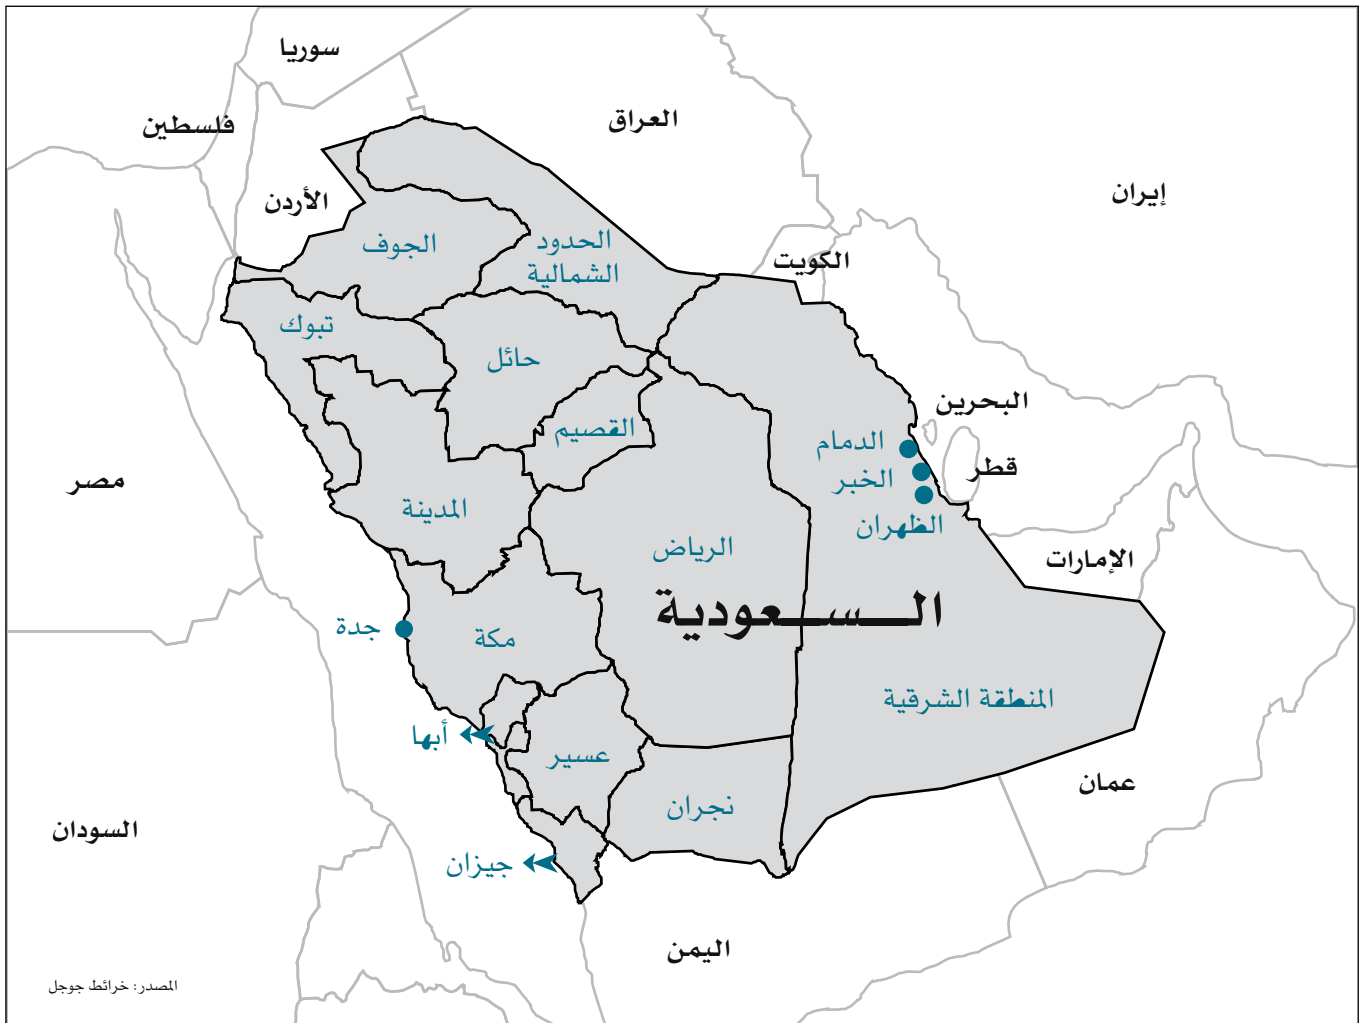 سوريا
العراق
فلسطين
إيران
الأردن
الجوف
الحدود
الشمالية
الكويت
تبوك
حائل
البحرين
القصيم
الدمام
قطر
الخبر
مصر
المدينة
الظهران
الرياض
الإمارات
الـــســـعودية
جدة
مكة
المنطقة الشرقية
أبها
عسير
عمان
نجران
السودان
جيزان
اليمن
المصدر: خرائط جوجل